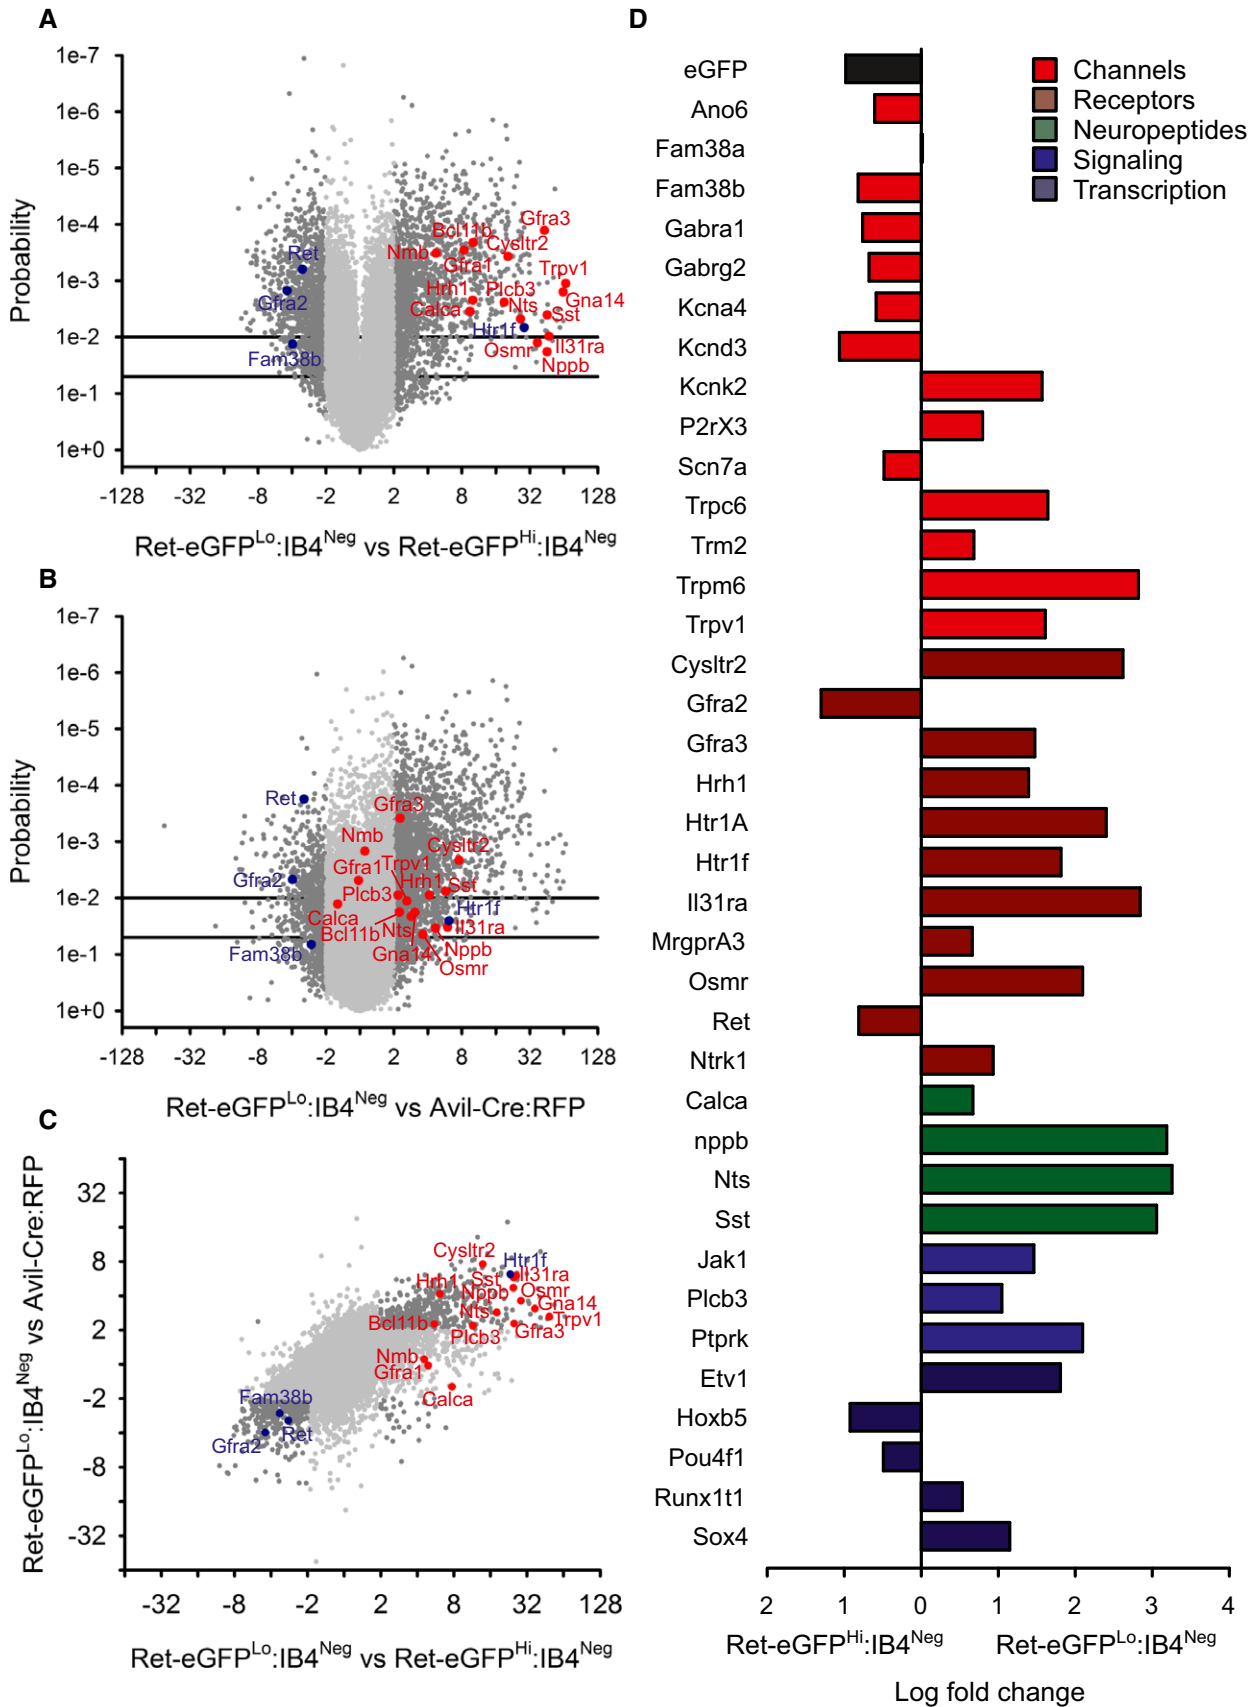 A
Probability
1e-7
1e-6
1e-5
1e-4
1e-3
1e-2
1e-1
1e+0
Gfra3
Bcl11b
Cysltr2
Nmb
Gfra1
Ret
Trpv1
Hrh1
Plcb3
Gna14
Gfra2
Calca
Nts
Sst
Htr1f
Fam38b
Osmr
Il31ra
Nppb
-128 -32 -8 -2 2 8 32 128
Ret-eGFPLo:IB4Neg vs Ret-eGFPHi:IB4Neg
B
Probability
1e-7
1e-6
1e-5
1e-4
1e-3
1e-2
1e-1
1e+0
Ret
Gfra3
Nmb
Cysltr2
Gfra1
Trpv1
Gfra2
Plcb3
Hrh1
Sst
Calca
Htr1f
Bcl11b
Nts
Il31ra
Fam38b
Gna14
Nppb
Osmr
-128 -32 -8 -2 2 8 32 128
Ret-eGFPLo:IB4Neg vs Avil-Cre:RFP
C
Ret-eGFPLo:IB4Neg vs Avil-Cre:RFP
32
8
2
-2
-8
-32
Cysltr2
Htr1f
Hrh1
Sst
Il31ra
Nppb
Osmr
Nts
Gna14
Bcl11b
Plcb3
Gfra3
Trpv1
Nmb
Gfra1
Calca
Fam38b
Ret
Gfra2
-32 -8 -2 2 8 32 128
Ret-eGFPLo:IB4Neg vs Ret-eGFPHi:IB4Neg
D
eGFP
Ano6
Fam38a
Fam38b
Gabra1
Gabrg2
Kcna4
Kcnd3
Kcnk2
P2rX3
Scn7a
Trpc6
Trm2
Trpm6
Trpv1
Cysltr2
Gfra2
Gfra3
Hrh1
Htr1A
Htr1f
Il31ra
MrgprA3
Osmr
Ret
Ntrk1
Calca
nppb
Nts
Sst
Jak1
Plcb3
Ptprk
Etv1
Hoxb5
Pou4f1
Runx1t1
Sox4
Channels
Receptors
Neuropeptides
Signaling
Transcription
2 1 0 1 2 3 4
Ret-eGFPHi:IB4Neg Ret-eGFPLo:IB4Neg
Log fold change